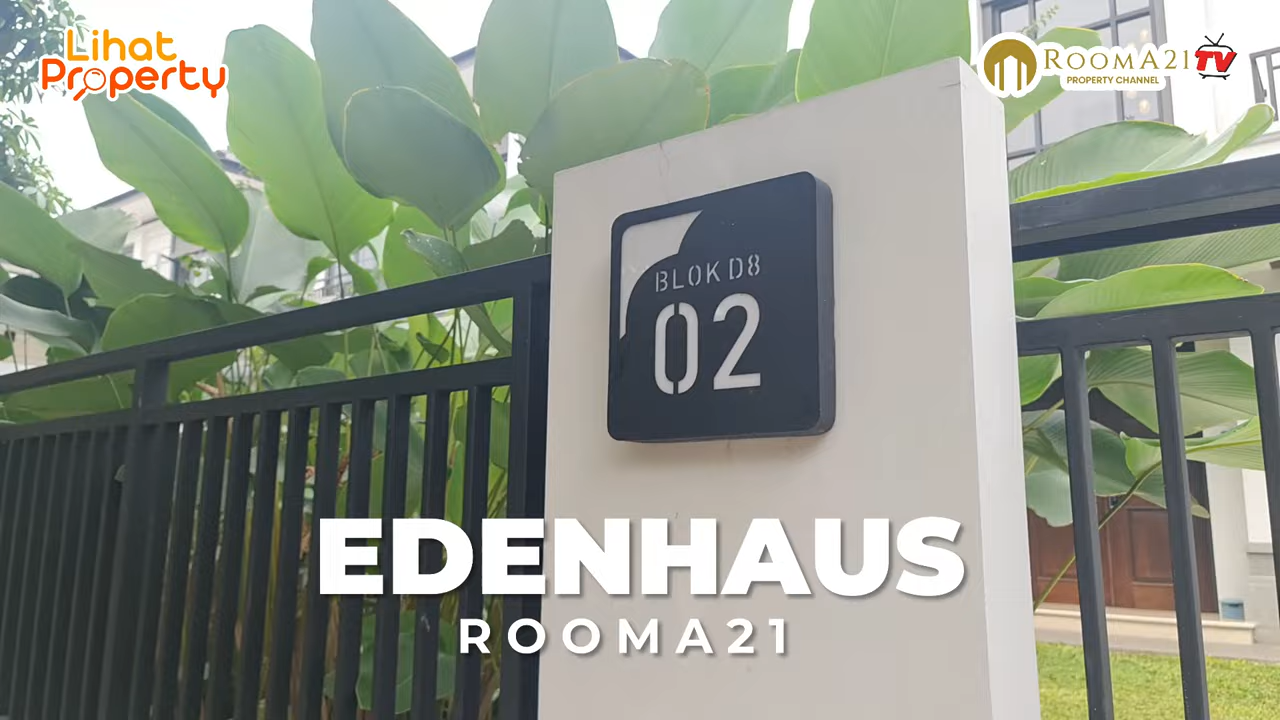 Lihat
Property
ROOMA21 TV
PROPERTY CHANNEL
BLOK D8
02
EDENHAUS
ROOMA21